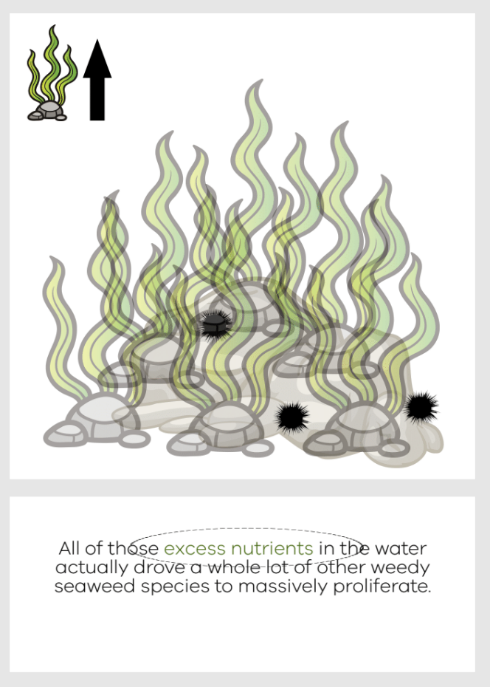 All of those excess nutrients in the water
actually drove a whole lot of other weedy
seaweed species to massively proliferate.